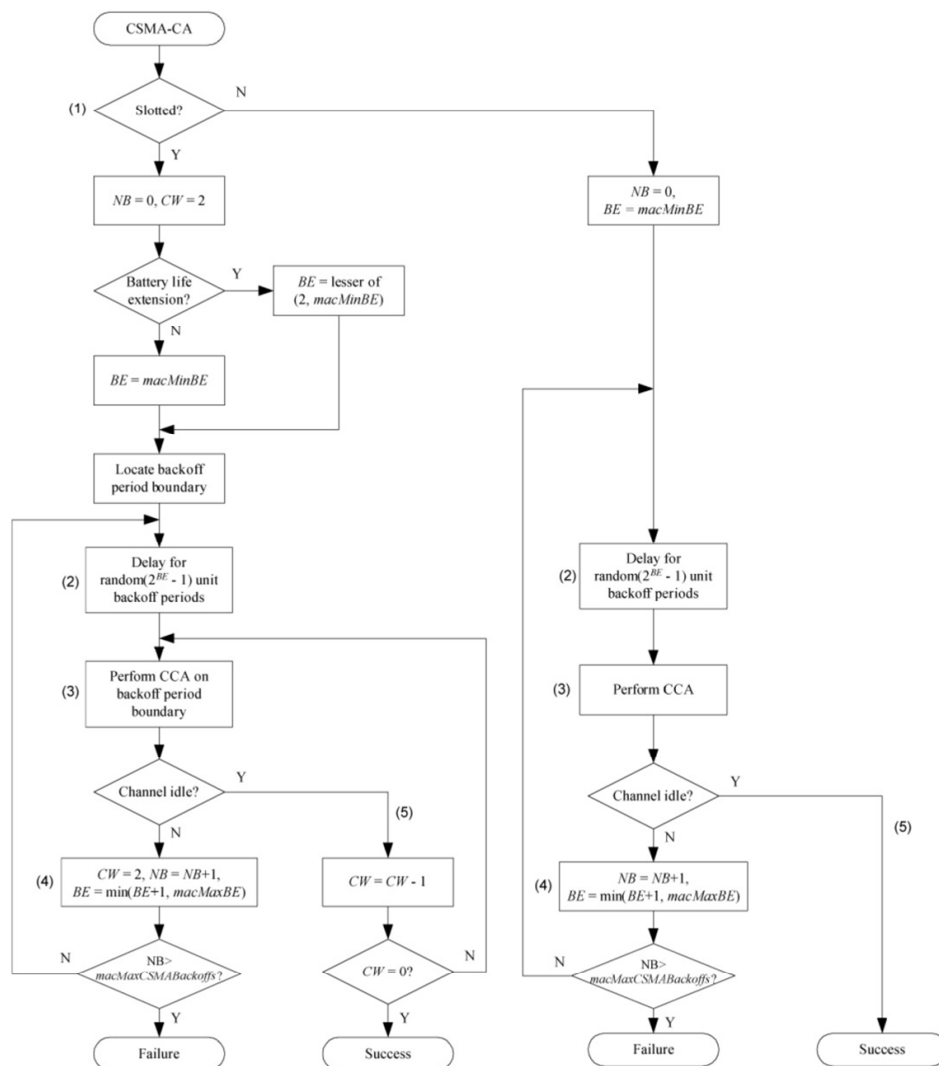 CSMA-CA
(1)
Slotted?
N
Y
NB = 0, CW = 2
NB = 0,
BE = macMinBE
Battery life
extension?
Y
BE = lesser of
(2, macMinBE)
N
BE = macMinBE
Locate backoff
period boundary
(2)
Delay for
random(2^BE - 1) unit
backoff periods
(2)
Delay for
random(2^BE - 1) unit
backoff periods
(3)
Perform CCA on
backoff period
boundary
(3)
Perform CCA
Channel idle?
Y
(5)
N
Channel idle?
Y
(5)
N
(4)
CW = 2, NB = NB+1,
BE = min(BE+1, macMaxBE)
CW = CW - 1
(4)
NB = NB+1,
BE = min(BE+1, macMaxBE)
N
NB>
macMaxCSMABackoffs?
Y
CW = 0?
N
Y
N
NB>
macMaxCSMABackoffs?
Y
Failure
Success
Failure
Success